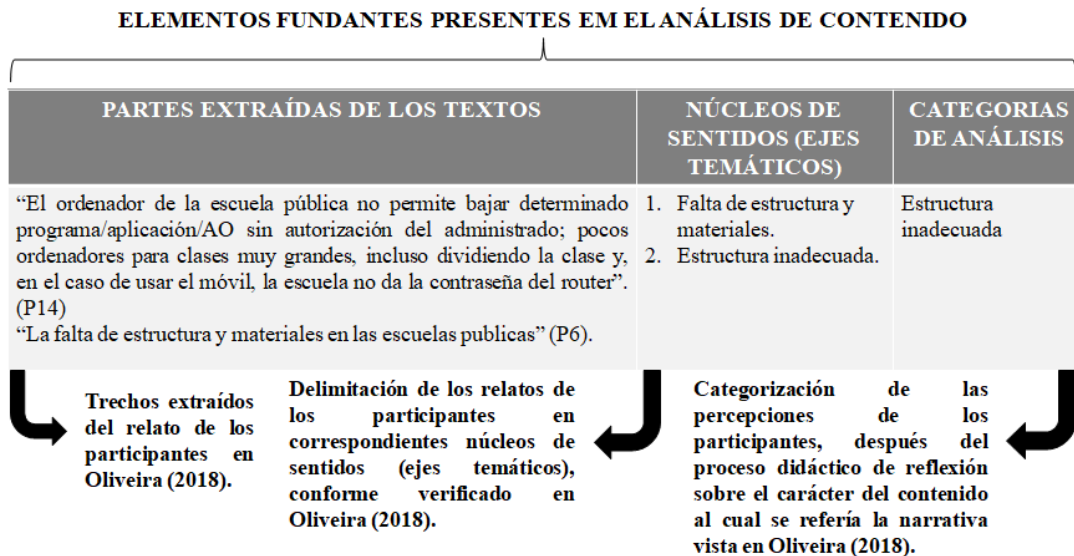 ELEMENTOS FUNDANTES PRESENTES EM EL ANÁLISIS DE CONTENIDO
PARTES EXTRAÍDAS DE LOS TEXTOS
NÚCLEOS DE
SENTIDOS (EJES
TEMÁTICOS)
CATEGORIAS
DE ANÁLISIS
“El ordenador de la escuela pública no permite bajar determinado
programa/aplicación/AO sin autorización del administrado; pocos
ordenadores para clases muy grandes, incluso dividiendo la clase y,
en el caso de usar el móvil, la escuela no da la contraseña del router”.
(P14)
“La falta de estructura y materiales en las escuelas publicas” (P6).
1. Falta de estructura y
materiales.
2. Estructura inadecuada.
Estructura
inadecuada
Trechos extraídos
del relato de los
participantes en
Oliveira (2018).
Delimitación de los relatos de
los participantes en
correspondientes núcleos de
sentidos (ejes temáticos),
conforme verificado en
Oliveira (2018).
Categorización de las
percepciones de los
participantes, después del
proceso didáctico de reflexión
sobre el carácter del contenido
al cual se refería la narrativa
vista en Oliveira (2018).